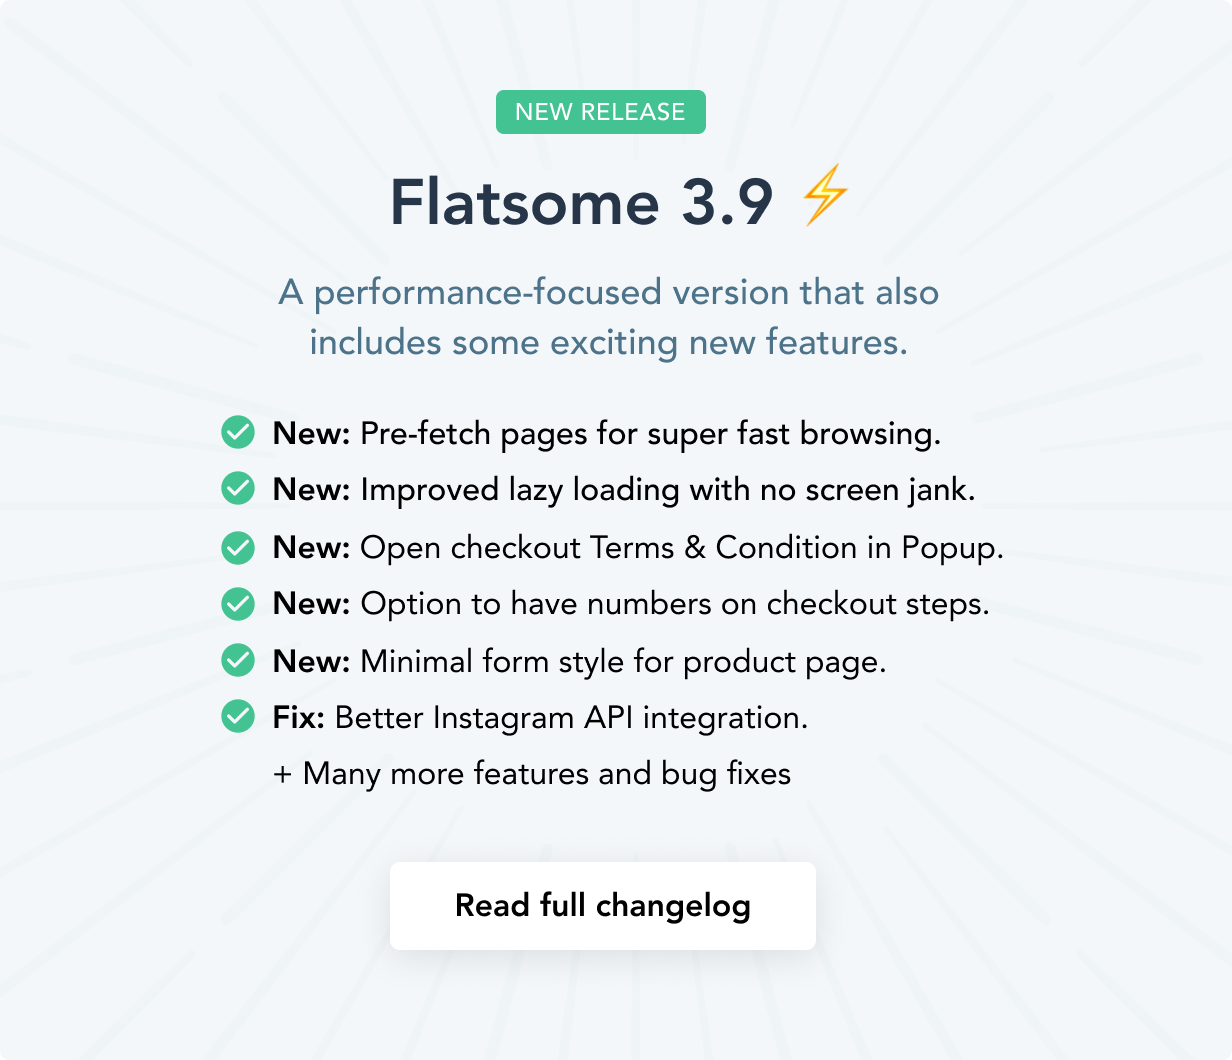 NEW RELEASE
Flatsome 3.9 ⚡
A performance-focused version that also
includes some exciting new features.
New: Pre-fetch pages for super fast browsing.
New: Improved lazy loading with no screen jank.
New: Open checkout Terms & Condition in Popup.
New: Option to have numbers on checkout steps.
New: Minimal form style for product page.
Fix: Better Instagram API integration.
+ Many more features and bug fixes
Read full changelog